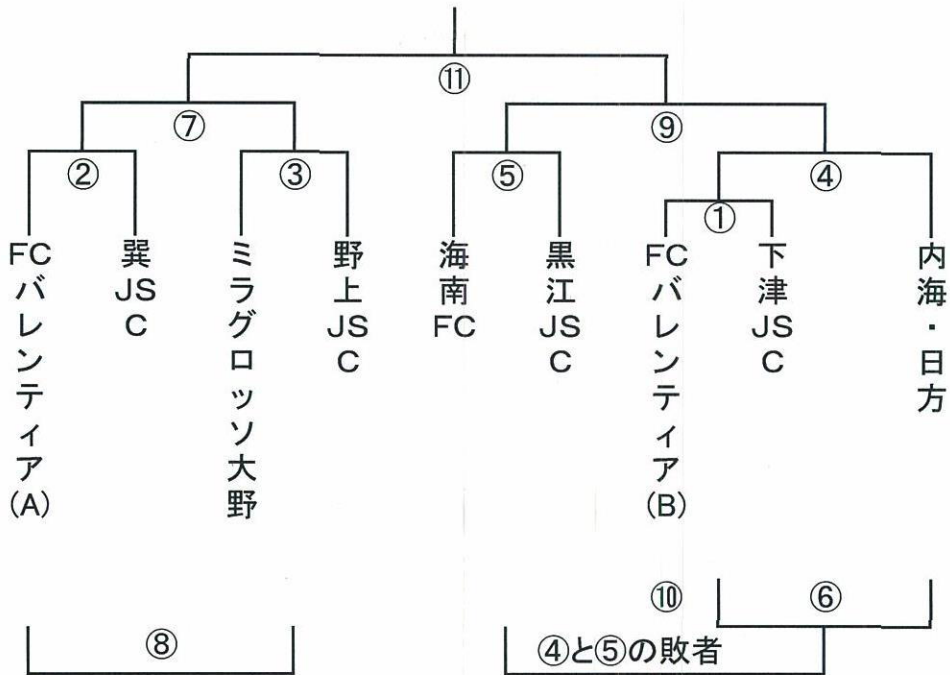 ⑪
⑦
⑨
②
③
⑤
④
①
FCバレンティア(A)
巽JSC
ミラグロッソ大野
野上JSC
海南FC
黒江JSC
FCバレンティア(B)
下津JSC
内海・日方
⑩
⑥
⑧
④と⑤の敗者